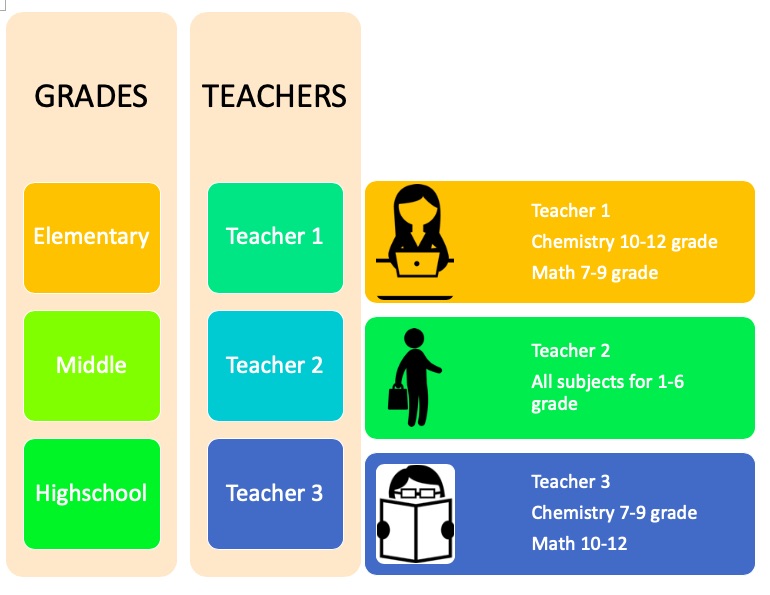 GRADES
TEACHERS
Elementary
Middle
Highschool
Teacher 1
Teacher 2
Teacher 3
Teacher 1
Chemistry 10-12 grade
Math 7-9 grade
Teacher 2
All subjects for 1-6
grade
Teacher 3
Chemistry 7-9 grade
Math 10-12